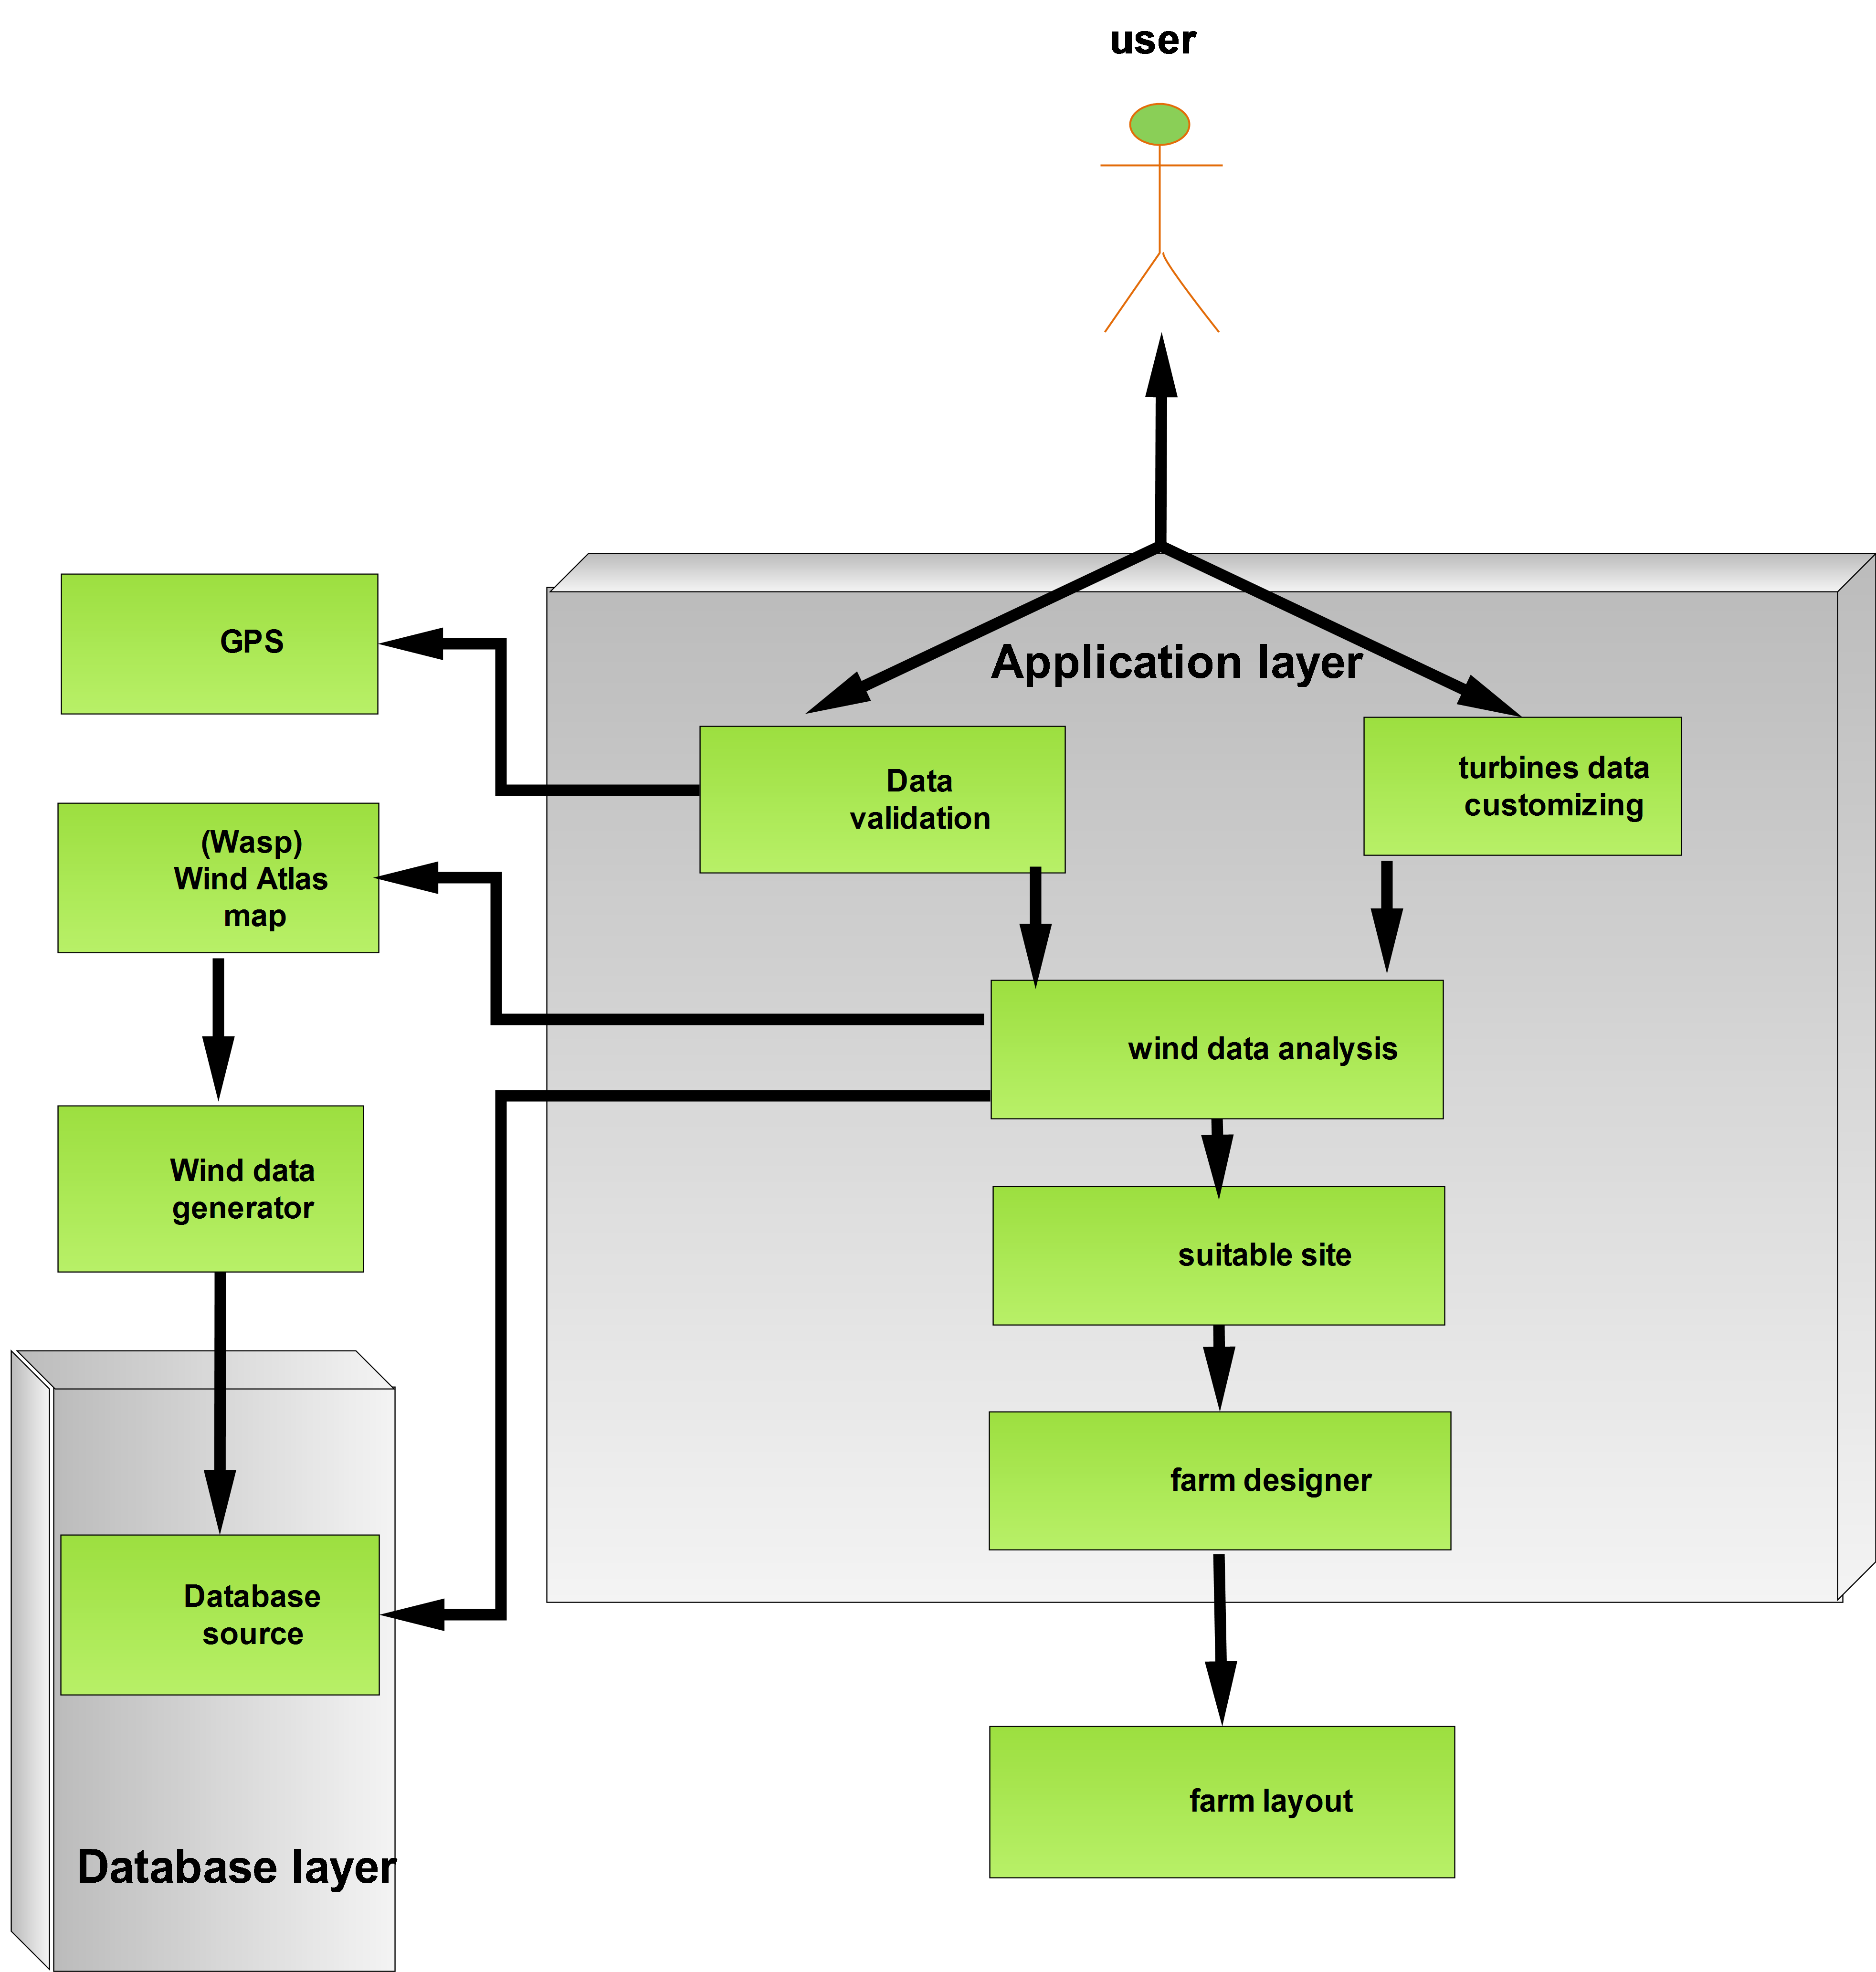 user
Application layer
GPS
Data
validation
turbines data
customizing
(Wasp)
Wind Atlas
map
wind data analysis
Wind data
generator
suitable site
farm designer
Database
source
farm layout
Database layer